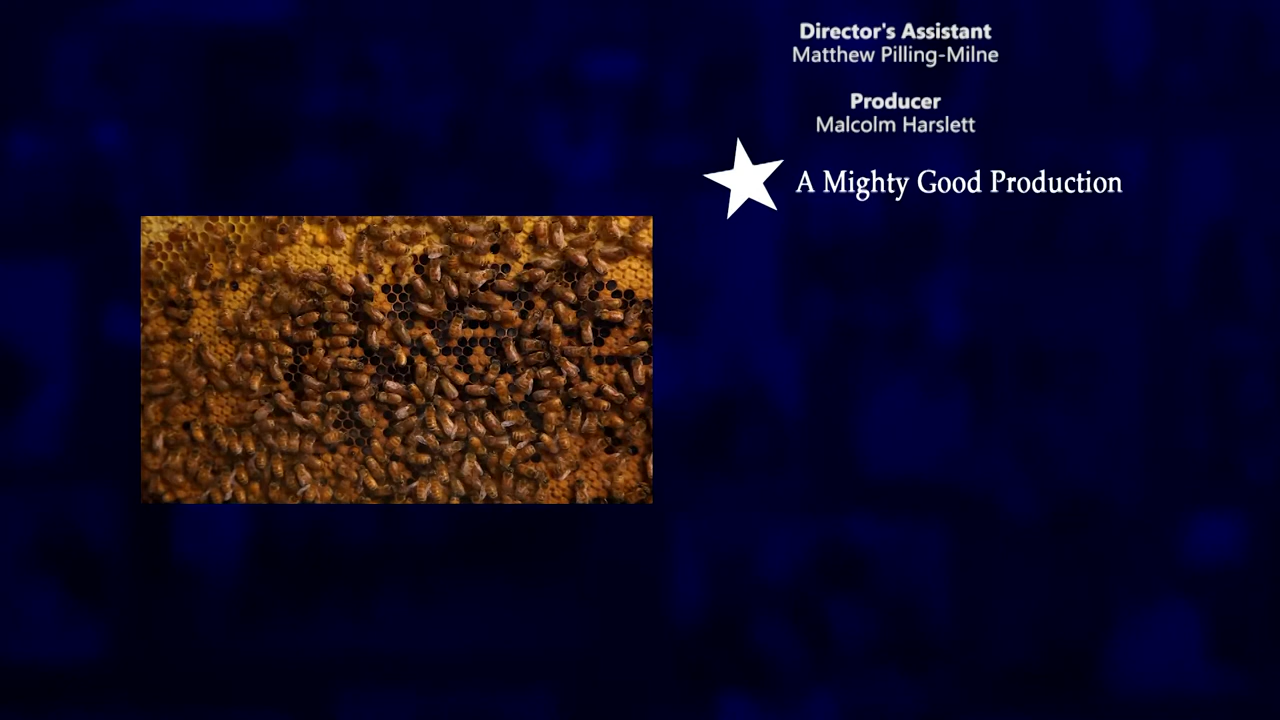 Director's Assistant
Matthew Pilling-Milne
Producer
Malcolm Harslett
A Mighty Good Production